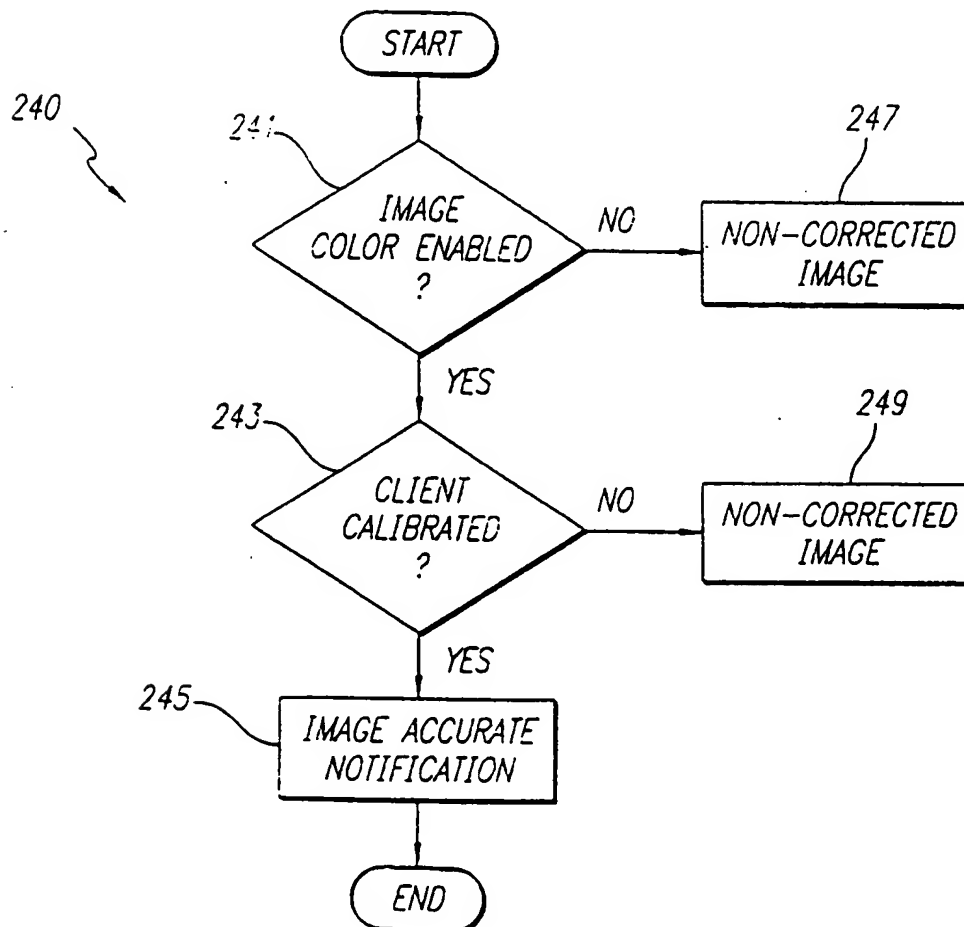 START
240
241
247
IMAGE
COLOR ENABLED
?
NO
NON-CORRECTED
IMAGE
YES
243
249
CLIENT
CALIBRATED
?
NO
NON-CORRECTED
IMAGE
YES
245
IMAGE ACCURATE
NOTIFICATION
END